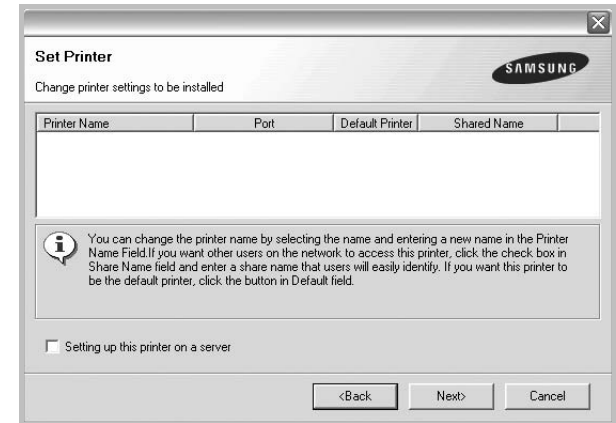 Set Printer
SAMSUNG
Change printer settings to be installed
Printer Name Port Default Printer Shared Name
You can change the printer name by selecting the name and entering a new name in the Printer
Name Field.If you want other users on the network to access this printer, click the check box in
Share Name field and enter a share name that users will easily identify. If you want this printer to
be the default printer, click the button in Default field.
Setting up this printer on a server
<Back Next> Cancel